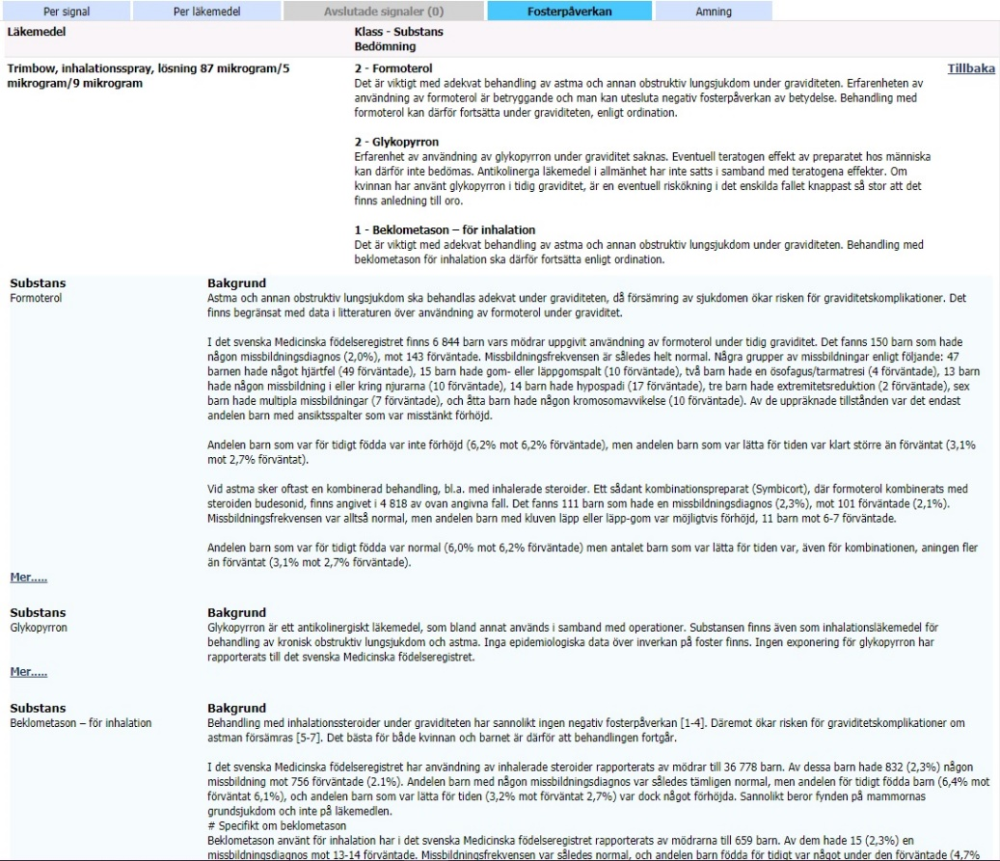 Per signal
Per läkemedel
Avslutade signaler (0)
Fosterpåverkan
Amning
Läkemedel
Klass - Substans
Bedömning
Trimbow, inhalationsspray, lösning 87 mikrogram/5
mikrogram/9 mikrogram
2 - Formoterol
Tillbaka
Det är viktigt med adekvat behandling av astma och annan obstruktiv lungsjukdom under graviditeten. Erfarenheten av
användning av formoterol är betryggande och man kan utesluta negativ fosterpåverkan av betydelse. Behandling med
formoterol kan därför fortsätta under graviditeten, enligt ordination.
2 - Glykopyrron
Erfarenhet av användning av glykopyrron under graviditet saknas. Eventuell teratogen effekt av preparatet hos människa
kan därför inte bedömas. Antikolinerga läkemedel i allmänhet har inte satts i samband med teratogena effekter. Om
kvinnan har använt glykopyrron i tidig graviditet, är en eventuell riskökning i det enskilda fallet knappast så stor att det
finns anledning till oro.
1 - Beklometason – för inhalation
Det är viktigt med adekvat behandling av astma och annan obstruktiv lungsjukdom under graviditeten. Behandling med
beklometason för inhalation ska därför fortsätta enligt ordination.
Substans
Bakgrund
Formoterol
Astma och annan obstruktiv lungsjukdom ska behandlas adekvat under graviditeten, då försämring av sjukdomen ökar risken för graviditetskomplikationer. Det
finns begränsat med data i litteraturen över användning av formoterol under graviditet.
I det svenska Medicinska födelseregistret finns 6 844 barn vars mödrar uppgivit användning av formoterol under tidig graviditet. Det fanns 150 barn som hade
någon missbildningsdiagnos (2,0%), mot 143 förväntade. Missbildningsfrekvensen är således helt normal. Några grupper av missbildningar enligt följande: 47
barnen hade något hjärtfel (49 förväntade), 15 barn hade gom- eller läppgomspalt (10 förväntade), två barn hade en ösofagus/tarmatresi (4 förväntade), 13 barn
hade någon missbildning i eller kring njurarna (10 förväntade), 14 barn hade hypospadi (17 förväntade), tre barn hade extremitetsreduktion (2 förväntade), sex
barn hade multipla missbildningar (7 förväntade), och åtta barn hade någon kromosomavvikelse (10 förväntade). Av de uppräknade tillstånden var det endast
andelen barn med ansiktsspalter som var misstänkt förhöjd.
Andelen barn som var för tidigt födda var inte förhöjd (6,2% mot 6,2% förväntade), men andelen barn som var lätta för tiden var klart större än förväntat (3,1%
mot 2,7% förväntat).
Vid astma sker oftast en kombinerad behandling, bl.a. med inhalerade steroider. Ett sådant kombinationspreparat (Symbicort), där formoterol kombinerats med
steroiden budesonid, finns angivet i 4 818 av ovan angivna fall. Det fanns 111 barn som hade en missbildningsdiagnos (2,3%), mot 101 förväntade (2,1%).
Missbildningsfrekvensen var alltså normal, men andelen barn med kluven läpp eller läpp-gom var möjligtvis förhöjd, 11 barn mot 6-7 förväntade.
Andelen barn som var för tidigt födda var normal (6,0% mot 6,2% förväntade) men antalet barn som var lätta för tiden var, även för kombinationen, aningen fler
än förväntat (3,1% mot 2,7% förväntade).
Mer.....
Substans
Bakgrund
Glykopyrron
Glykopyrron är ett antikolinergiskt läkemedel, som bland annat används i samband med operationer. Substansen finns även som inhalationsläkemedel för
behandling av kronisk obstruktiv lungsjukdom och astma. Inga epidemiologiska data över inverkan på foster finns. Ingen exponering för glykopyrron har
rapporterats till det svenska Medicinska födelseregistret.
Mer.....
Substans
Bakgrund
Beklometason – för inhalation
Behandling med inhalationssteroider under graviditeten har sannolikt ingen negativ fosterpåverkan [1-4]. Däremot ökar risken för graviditetskomplikationer om
astman försämras [5-7]. Det bästa för både kvinnan och barnet är därför att behandlingen fortgår.
I det svenska Medicinska födelseregistret har användning av inhalerade steroider rapporterats av mödrar till 36 778 barn. Av dessa barn hade 832 (2,3%) någon
missbildning mot 756 förväntade (2.1%). Andelen barn med någon missbildningsdiagnos var således tämligen normal, men andelen för tidigt födda barn (6,4% mot
förväntat 6,1%), och andelen barn som var lätta för tiden (3,2% mot förväntat 2,7%) var dock något förhöjda. Sannolikt beror fynden på mammornas
grundsjukdom och inte på läkemedlen.
# Specifikt om beklometason
Beklometason använt för inhalation har i det svenska Medicinska födelseregistret rapporterats av mödrarna till 659 barn. Av dem hade 15 (2,3%) en
missbildningsdiagnos mot 13-14 förväntade. Missbildningsfrekvensen var således normal, och andelen barn födda för tidigt var något under den förväntade (4,7%